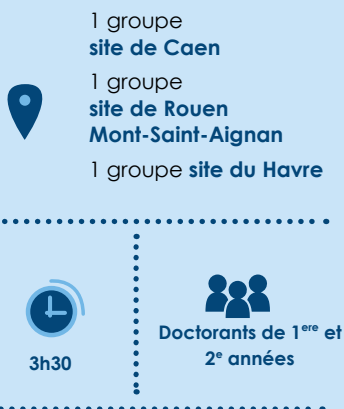 1 groupe
site de Caen
1 groupe
site de Rouen
Mont-Saint-Aignan
1 groupe site du Havre
3h30
Doctorants de 1ere et
2e années